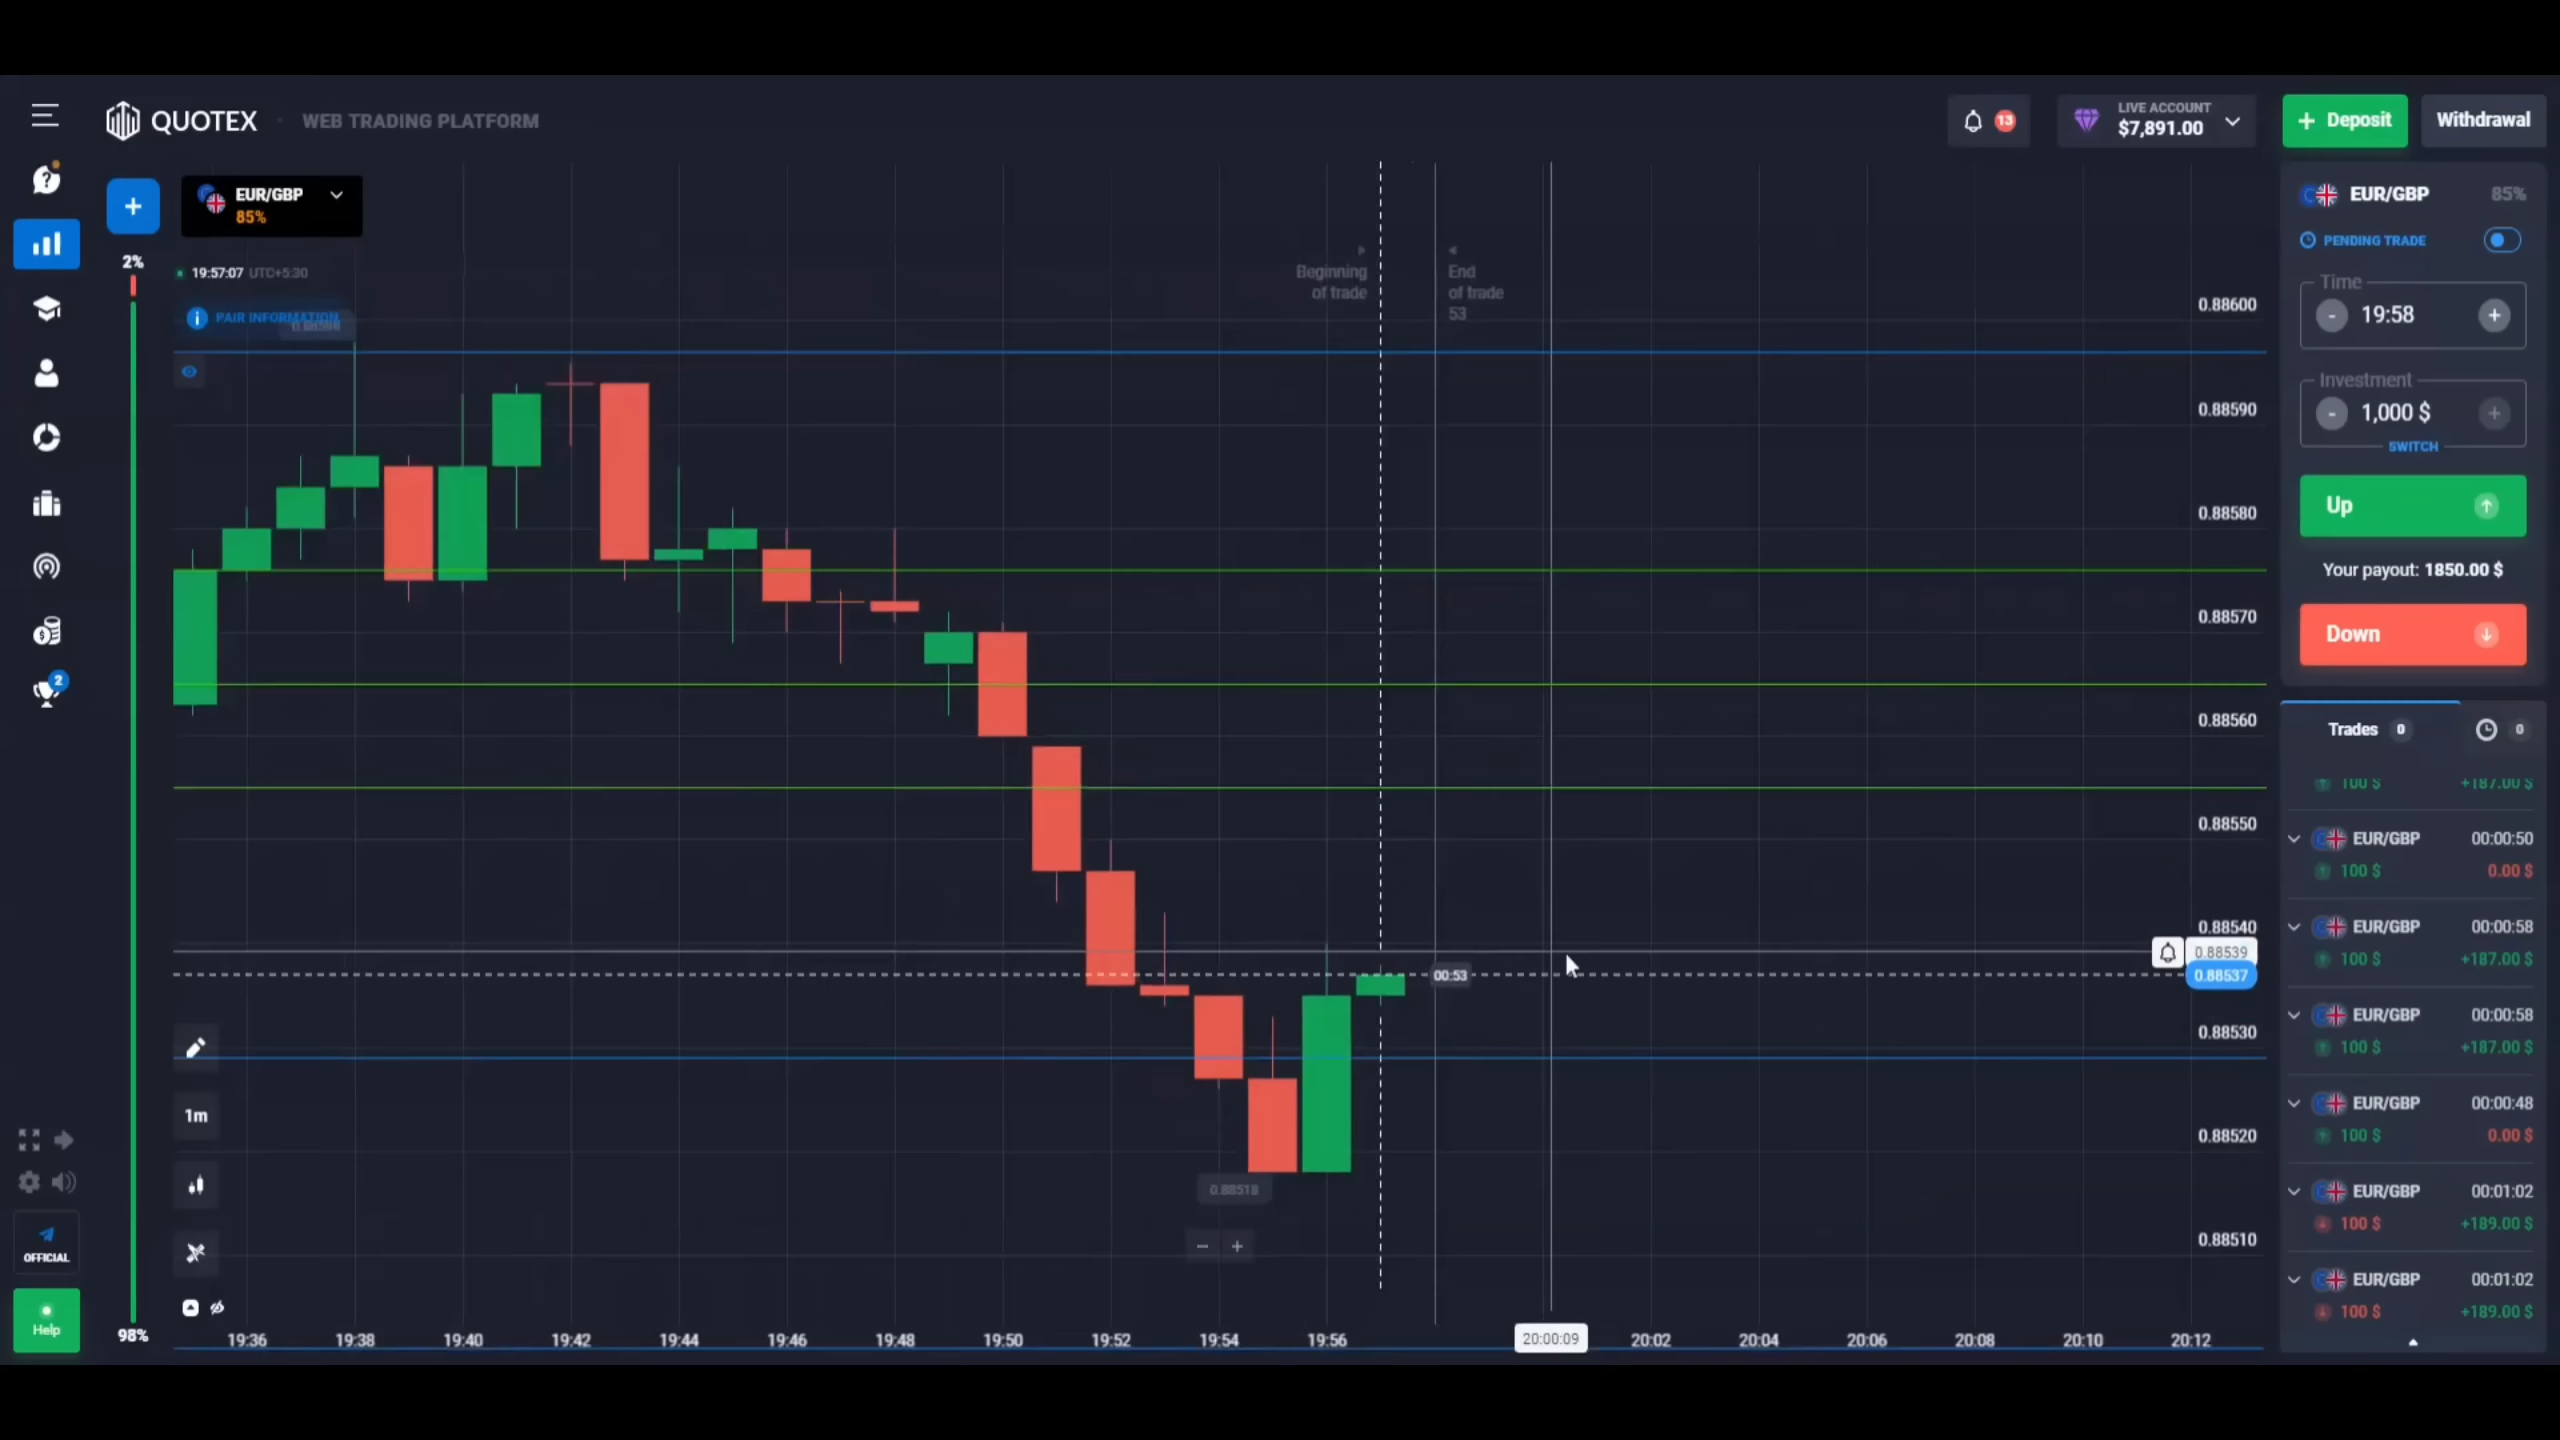 QUOTEX
WEB TRADING PLATFORM
13
LIVE ACCOUNT
$7,891.00
Deposit
Withdrawal
EUR/GBP
85%
2%
19:57:07 UTC+5:30
PAIR INFORMATION
Beginning
of trade
End
of trade
53
0.88600
0.88590
0.88580
0.88570
0.88560
0.88550
0.88540
0.88539
0.88537
0.88530
0.88520
0.88510
00:53
0.88518
1m
2
OFFICIAL
Help
98%
19:36
19:38
19:40
19:42
19:44
19:46
19:48
19:50
19:52
19:54
19:56
20:00:09
20:02
20:04
20:06
20:08
20:10
20:12
EUR/GBP
85%
PENDING TRADE
Time
- 19:58 +
Investment
- 1,000 $ +
SWITCH
Up
Your payout: 1850.00 $
Down
Trades 0
0
100 $ +187.00 $
EUR/GBP 00:00:50
100 $ 0.00 $
EUR/GBP 00:00:58
100 $ +187.00 $
EUR/GBP 00:00:58
100 $ +187.00 $
EUR/GBP 00:00:48
100 $ 0.00 $
EUR/GBP 00:01:02
100 $ +189.00 $
EUR/GBP 00:01:02
100 $ +189.00 $